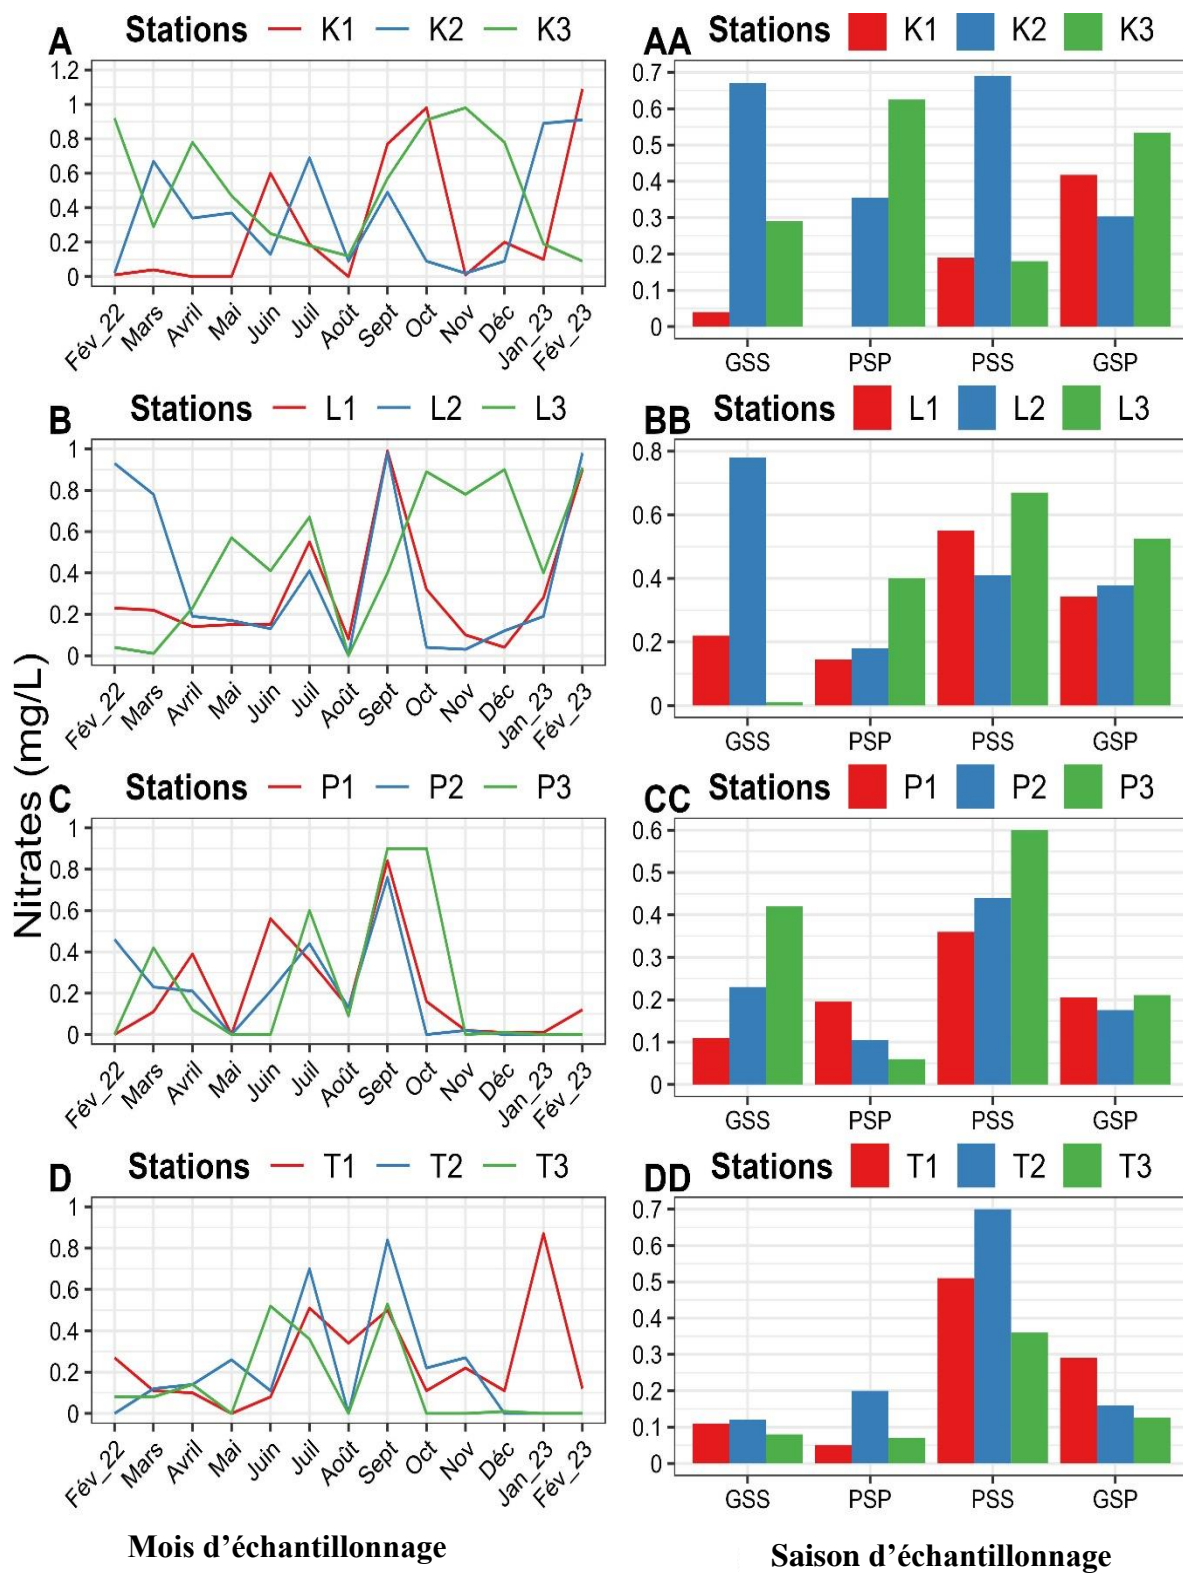 A Stations K1 K2 K3
1.2
1
0.8
0.6
0.4
0.2
0
Fév_22 Mars Avril Mai Juin Juil Août Sept Oct Nov Déc Jan_23 Fév_23
AA Stations K1 K2 K3
0.7
0.6
0.5
0.4
0.3
0.2
0.1
0
GSS PSP PSS GSP
B Stations L1 L2 L3
1
0.8
0.6
0.4
0.2
0
Fév_22 Mars Avril Mai Juin Juil Août Sept Oct Nov Déc Jan_23 Fév_23
BB Stations L1 L2 L3
0.8
0.6
0.4
0.2
0
GSS PSP PSS GSP
Nitrates (mg/L)
C Stations P1 P2 P3
1
0.8
0.6
0.4
0.2
0
Fév_22 Mars Avril Mai Juin Juil Août Sept Oct Nov Déc Jan_23 Fév_23
CC Stations P1 P2 P3
0.6
0.5
0.4
0.3
0.2
0.1
0
GSS PSP PSS GSP
D Stations T1 T2 T3
1
0.8
0.6
0.4
0.2
0
Fév_22 Mars Avril Mai Juin Juil Août Sept Oct Nov Déc Jan_23 Fév_23
DD Stations T1 T2 T3
0.7
0.6
0.5
0.4
0.3
0.2
0.1
0
GSS PSP PSS GSP
Mois d’échantillonnage
Saison d’échantillonnage